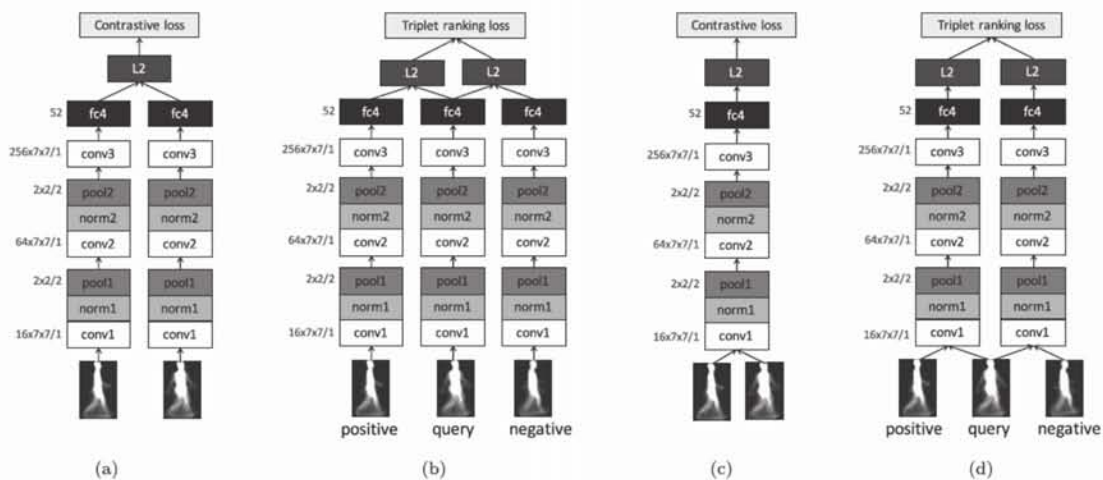 Contrastive loss
L2
52 fc4 fc4
256x7x7/1 conv3 conv3
2x2/2 pool2 pool2
norm2 norm2
64x7x7/1 conv2 conv2
2x2/2 pool1 pool1
norm1 norm1
16x7x7/1 conv1 conv1
(a)
Triplet ranking loss
L2 L2
52 fc4 fc4 fc4
256x7x7/1 conv3 conv3 conv3
2x2/2 pool2 pool2 pool2
norm2 norm2 norm2
64x7x7/1 conv2 conv2 conv2
2x2/2 pool1 pool1 pool1
norm1 norm1 norm1
16x7x7/1 conv1 conv1 conv1
positive query negative
(b)
Contrastive loss
L2
52 fc4
256x7x7/1 conv3
2x2/2 pool2
norm2
64x7x7/1 conv2
2x2/2 pool1
norm1
16x7x7/1 conv1
(c)
Triplet ranking loss
L2 L2
52 fc4 fc4
256x7x7/1 conv3 conv3
2x2/2 pool2 pool2
norm2 norm2
64x7x7/1 conv2 conv2
2x2/2 pool1 pool1
norm1 norm1
16x7x7/1 conv1 conv1
positive query negative
(d)